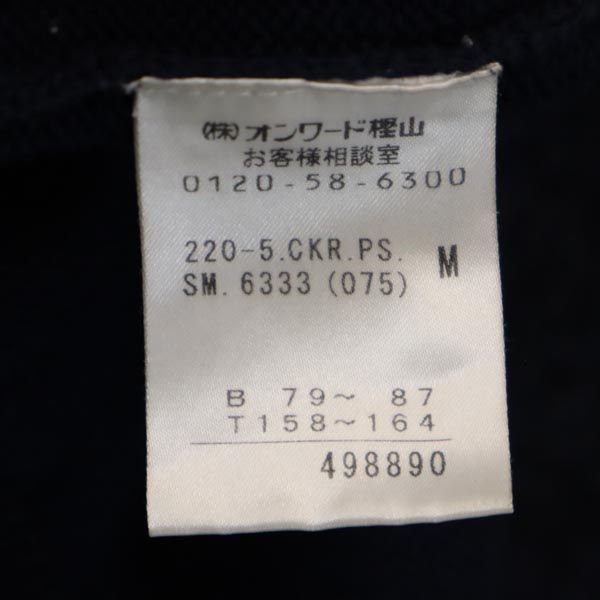 (株)オンワード樫山
お客様相談室
0120-58-6300
220-5.CKR.PS. M
SM.6333(075)
B 79~ 87
T158~164
498890